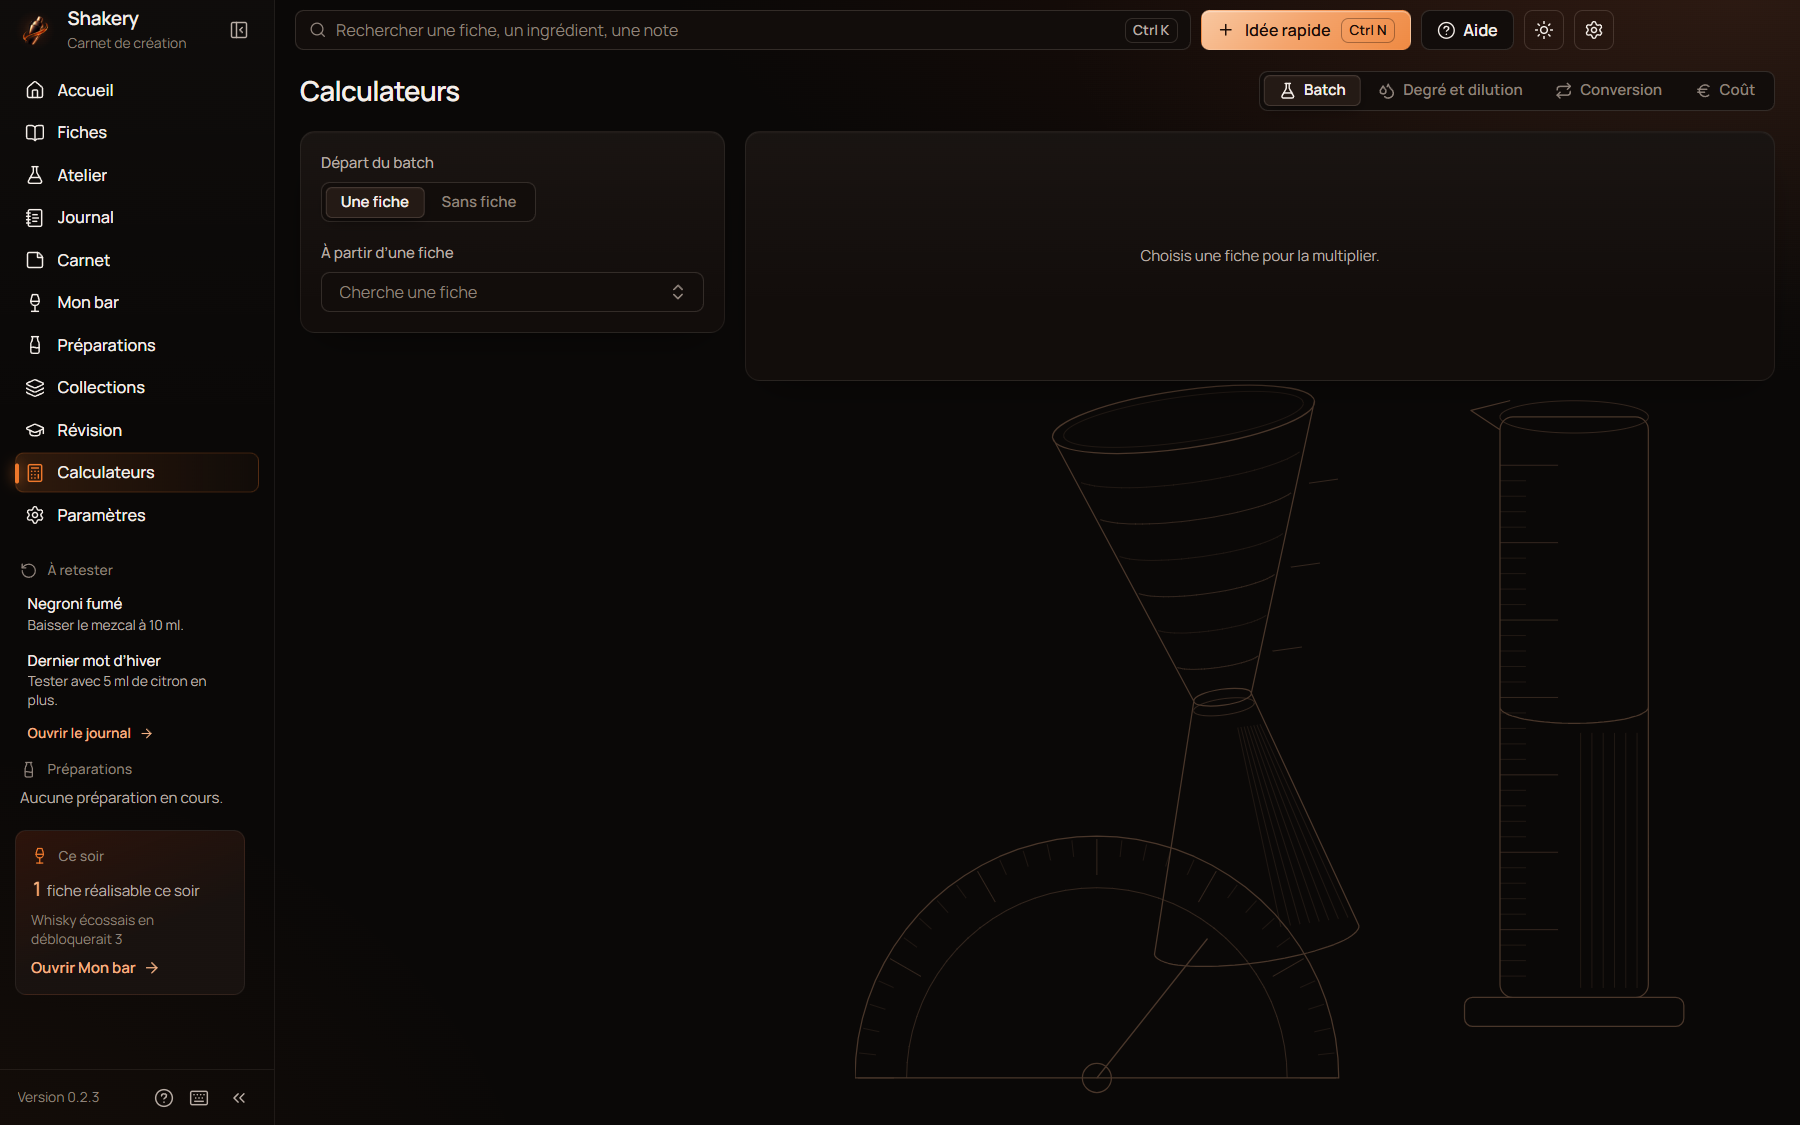 Shakery
Carnet de création
Rechercher une fiche, un ingrédient, une note
Ctrl K
Idée rapide
Ctrl N
Aide
Accueil
Fiches
Atelier
Journal
Carnet
Mon bar
Préparations
Collections
Révision
Calculateurs
Paramètres
À retester
Negroni fumé
Baisser le mezcal à 10 ml.
Dernier mot d'hiver
Tester avec 5 ml de citron en
plus.
Ouvrir le journal
Préparations
Aucune préparation en cours.
Ce soir
1 fiche réalisable ce soir
Whisky écossais en
débloquerait 3
Ouvrir Mon bar
Version 0.2.3
Calculateurs
Batch
Degré et dilution
Conversion
Coût
Départ du batch
Une fiche
Sans fiche
À partir d'une fiche
Cherche une fiche
Choisis une fiche pour la multiplier.